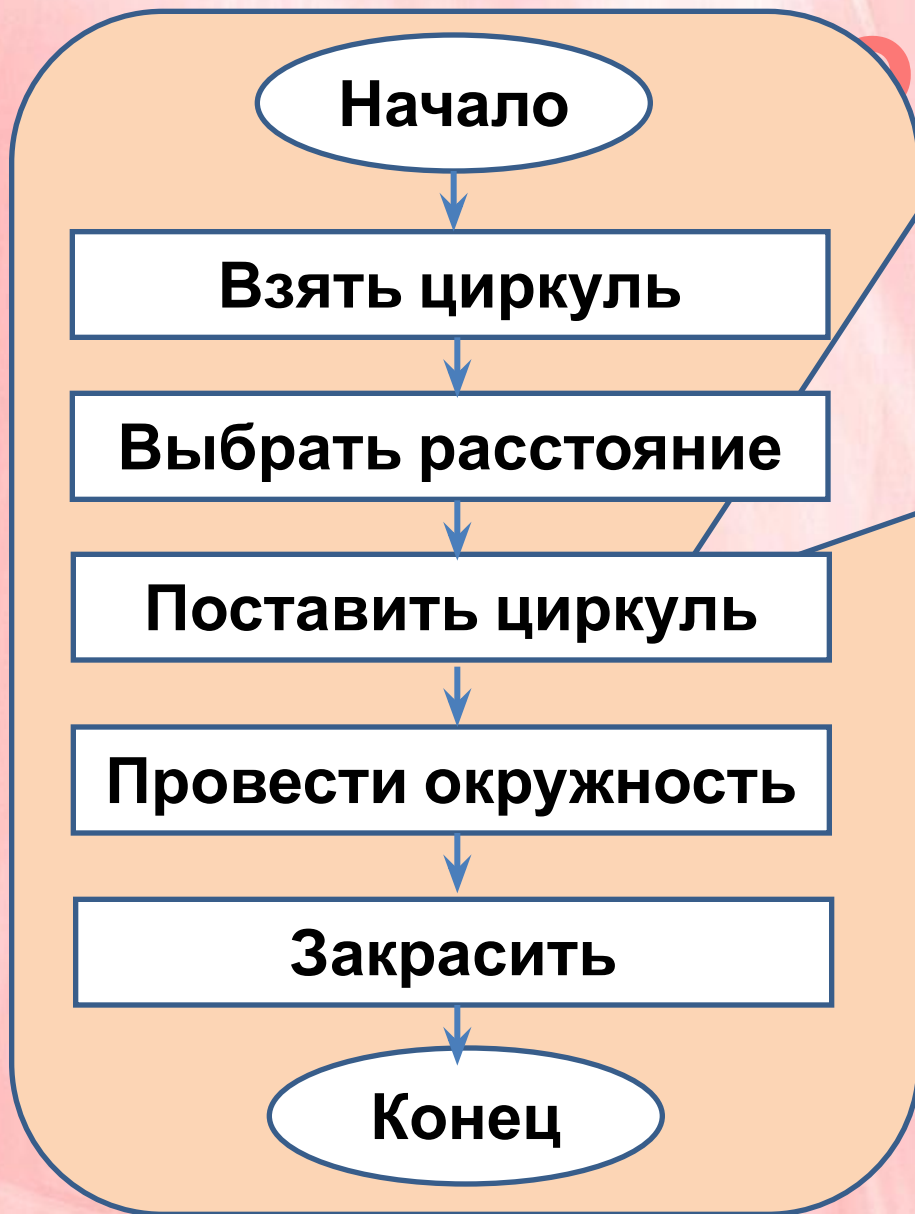 Начало
Взять циркуль
Выбрать расстояние
Поставить циркуль
Провести окружность
Закрасить
Конец